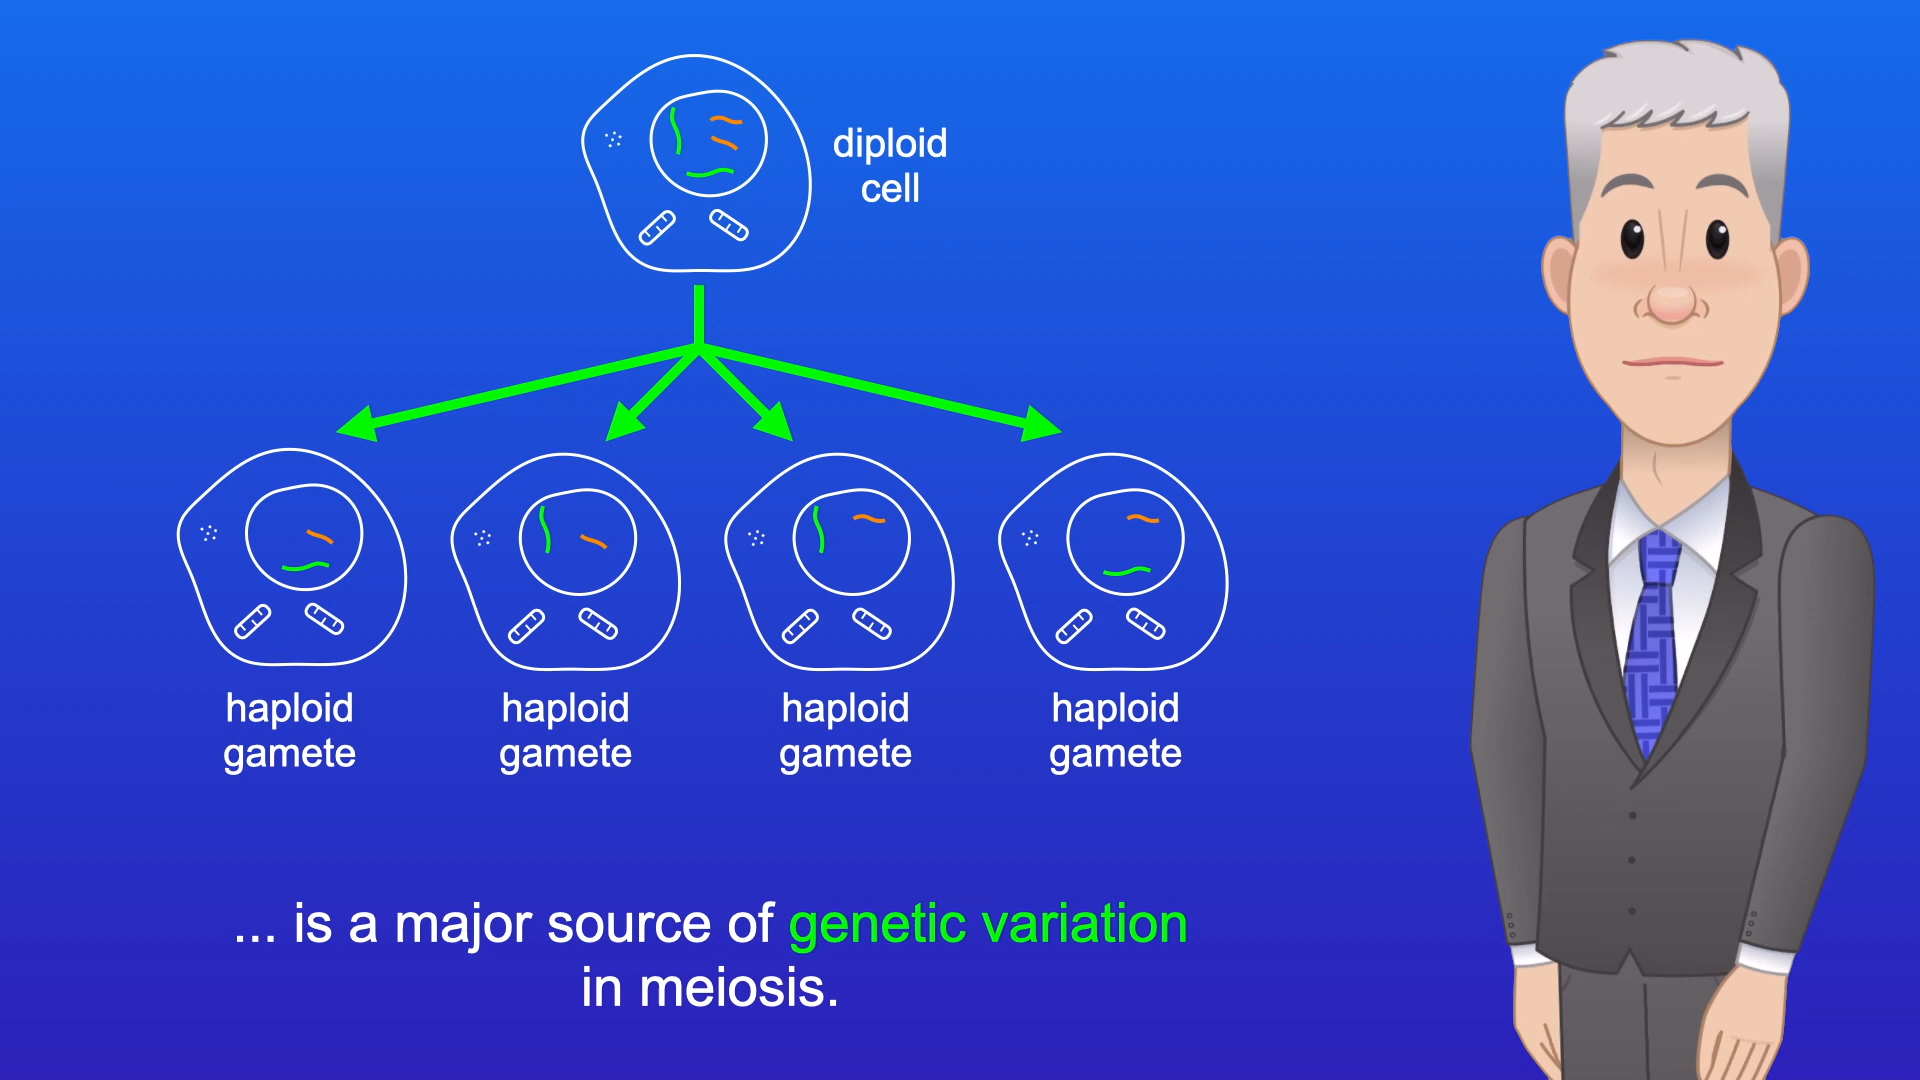 diploid
cell
haploid
gamete
haploid
gamete
haploid
gamete
haploid
gamete
... is a major source of genetic variation
in meiosis.